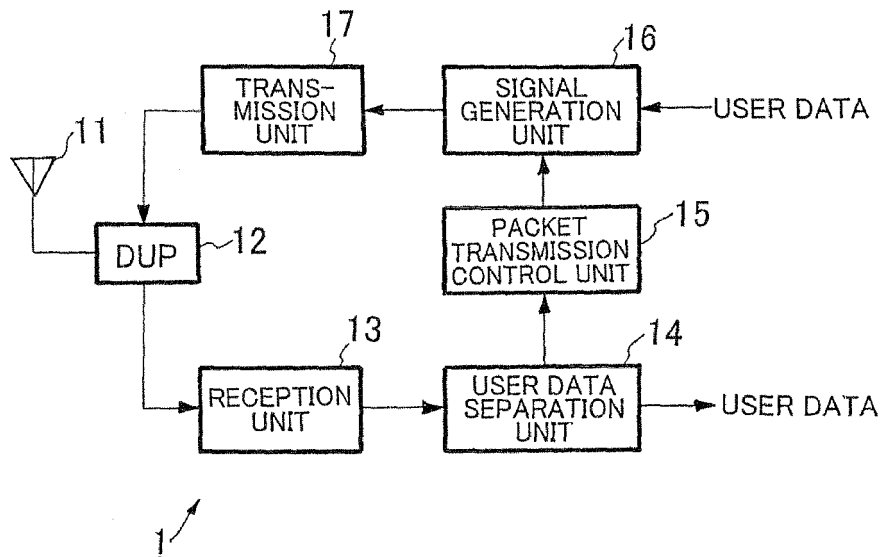 17
TRANS-
MISSION
UNIT
16
SIGNAL
GENERATION
UNIT
USER DATA
11
12
DUP
15
PACKET
TRANSMISSION
CONTROL UNIT
13
RECEPTION
UNIT
14
USER DATA
SEPARATION
UNIT
USER DATA
1